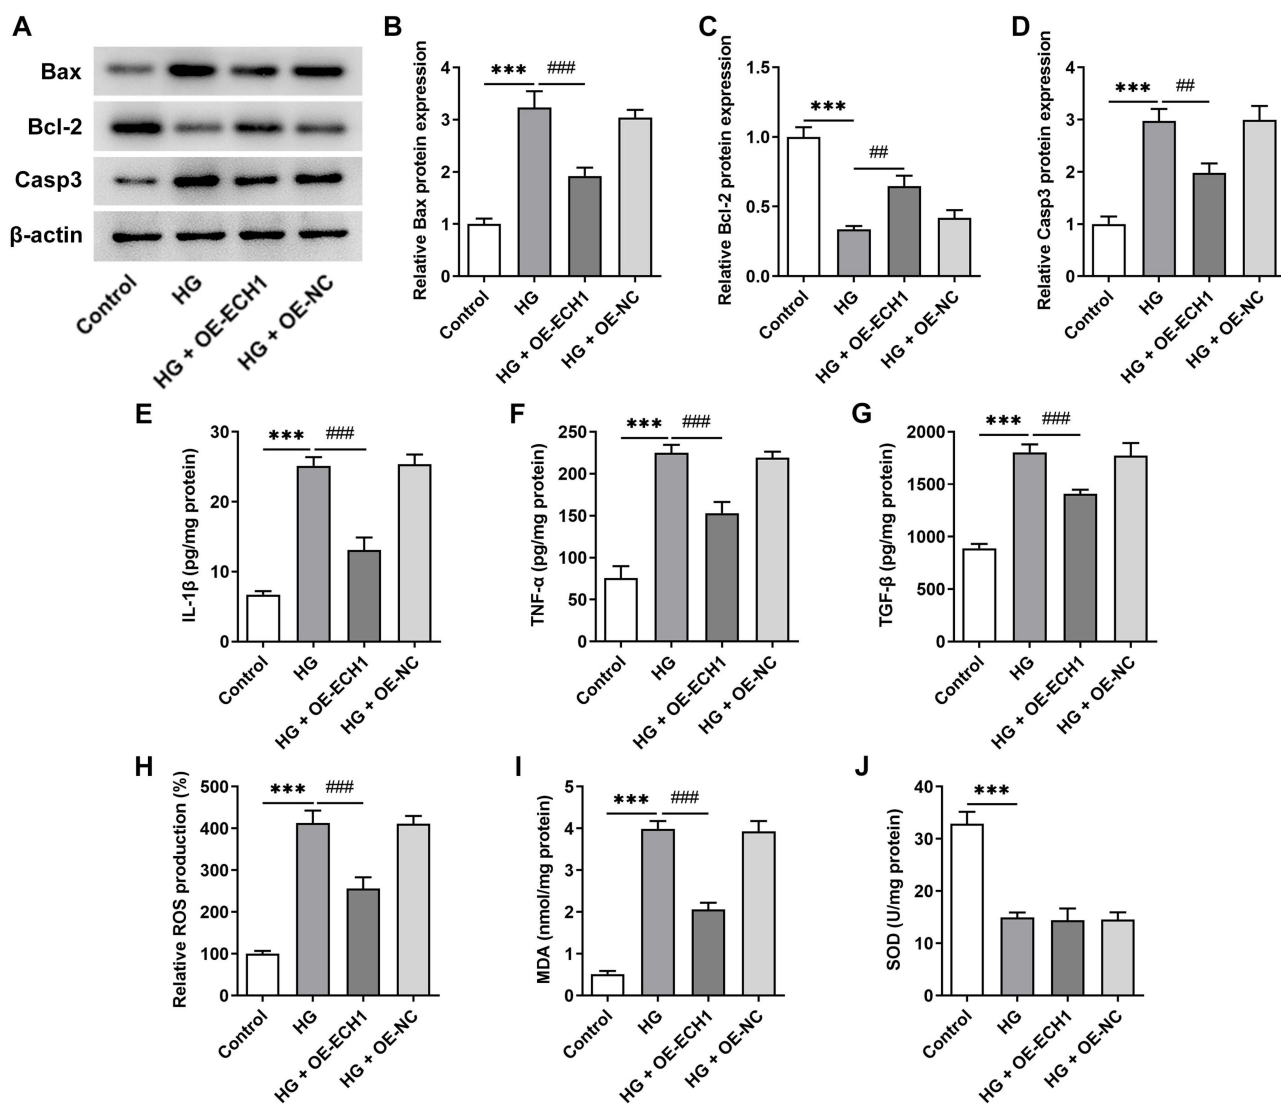 A
Bax
Bcl-2
Casp3
β-actin
Control
HG
HG + OE-ECH1
HG + OE-NC
B
Relative Bax protein expression
4
3
2
1
0
***
###
Control
HG
HG + OE-ECH1
HG + OE-NC
C
Relative Bcl-2 protein expression
1.5
1.0
0.5
0.0
***
##
Control
HG
HG + OE-ECH1
HG + OE-NC
D
Relative Casp3 protein expression
4
3
2
1
0
***
##
Control
HG
HG + OE-ECH1
HG + OE-NC
E
IL-1β (pg/mg protein)
30
20
10
0
***
###
Control
HG
HG + OE-ECH1
HG + OE-NC
F
TNF-α (pg/mg protein)
250
200
150
100
50
0
***
###
Control
HG
HG + OE-ECH1
HG + OE-NC
G
TGF-β (pg/mg protein)
2000
1500
1000
500
0
***
###
Control
HG
HG + OE-ECH1
HG + OE-NC
H
Relative ROS production (%)
500
400
300
200
100
0
***
###
Control
HG
HG + OE-ECH1
HG + OE-NC
I
MDA (nmol/mg protein)
5
4
3
2
1
0
***
###
Control
HG
HG + OE-ECH1
HG + OE-NC
J
SOD (U/mg protein)
40
30
20
10
0
***
Control
HG
HG + OE-ECH1
HG + OE-NC